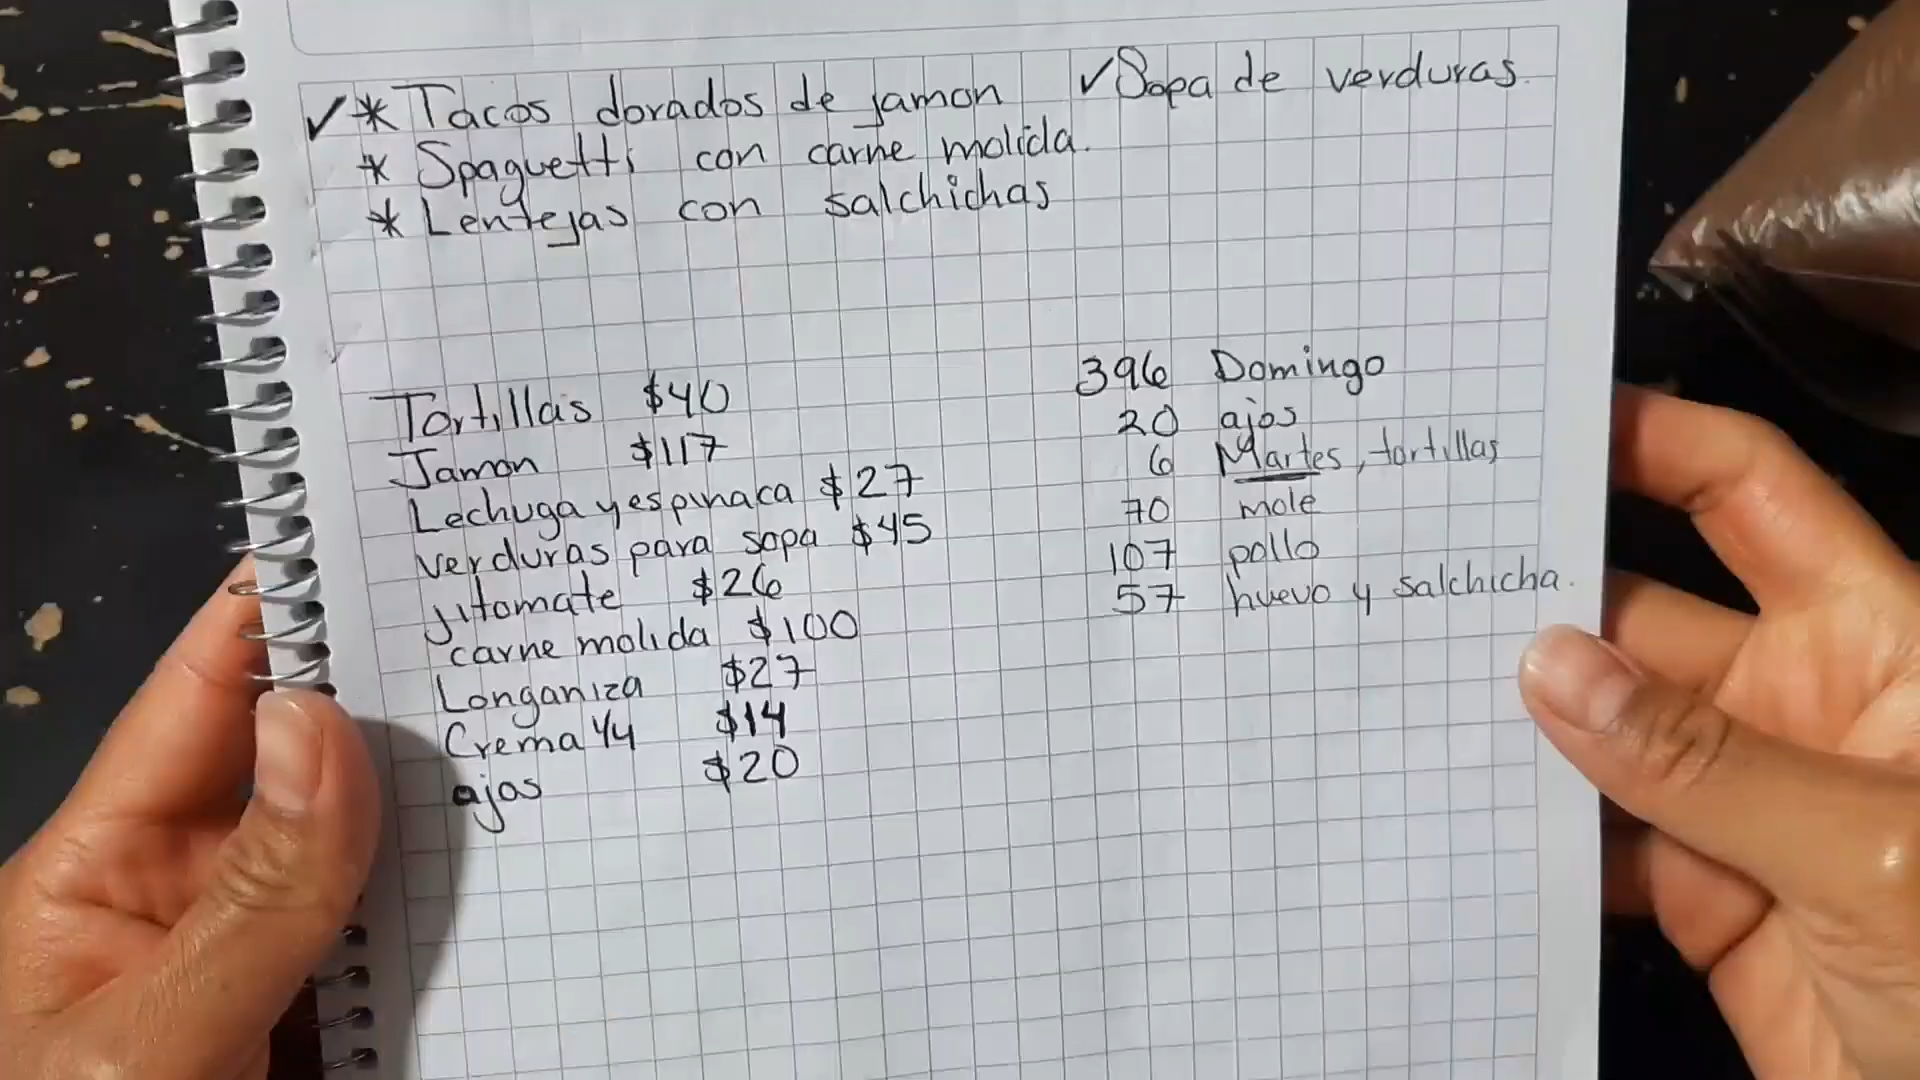 ✓ * Tacos dorados de jamon ✓ Sopa de verduras.
* Spaguetti con carne molida.
* Lentejas con salchichas
Tortillas $40
Jamon $117
Lechuga y espinaca $27
verduras para sopa $45
jitomate $26
carne molida $100
Longaniza $27
Crema 1/4 $14
ajos $20
396 Domingo
20 ajos
6 Martes, tortillas
70 mole
107 pollo
57 huevo y salchicha.